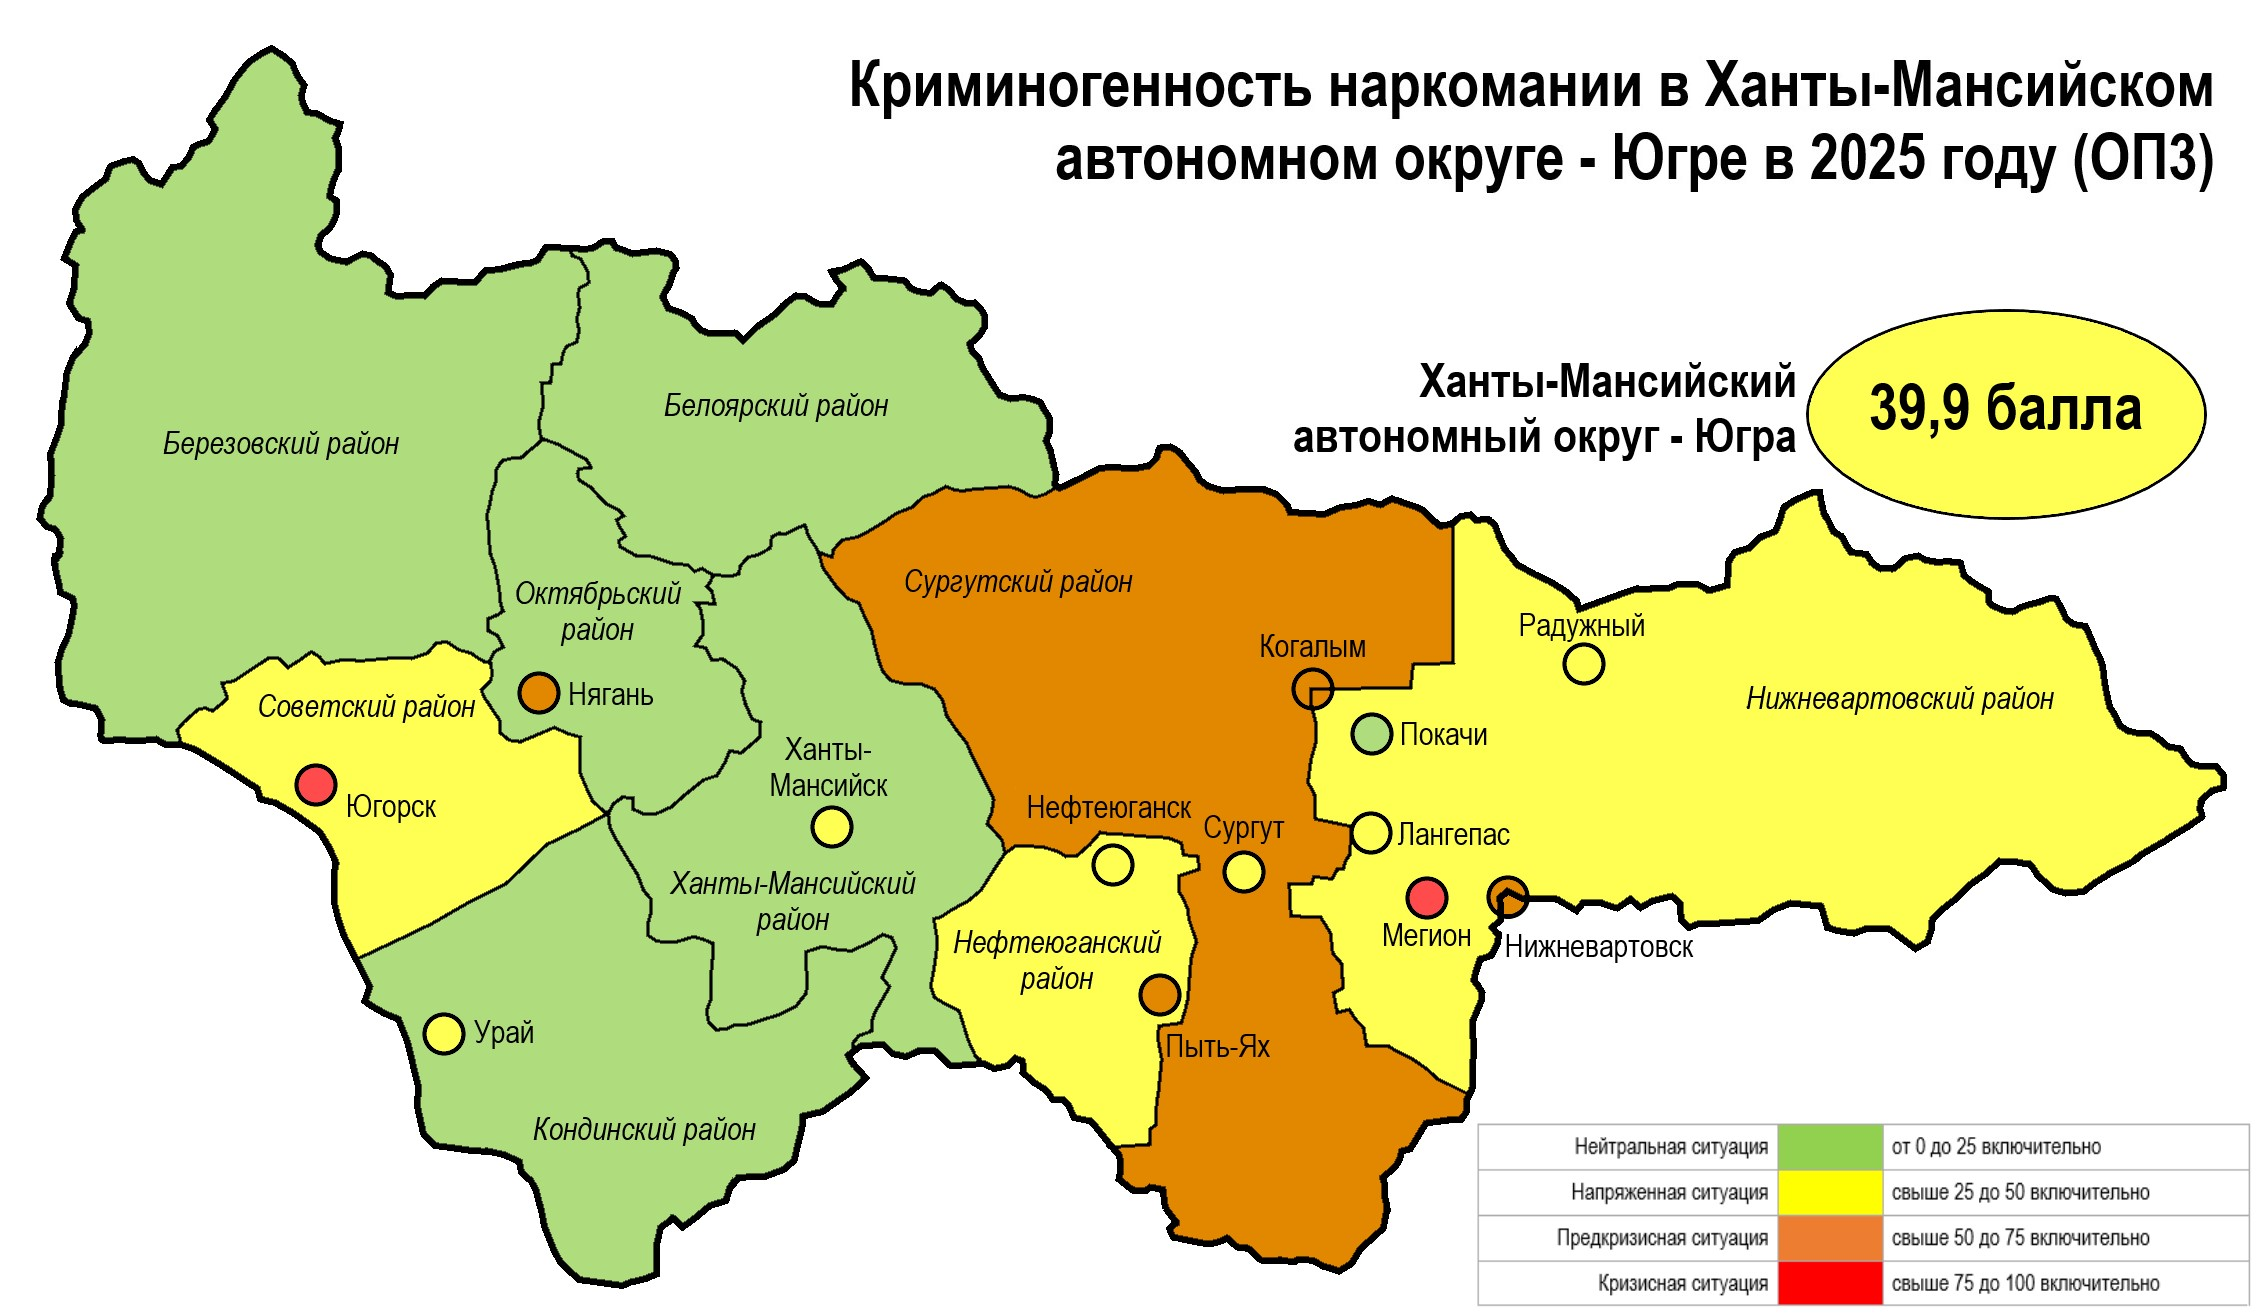 Криминогенность наркомании в Ханты-Мансийском
автономном округе - Югре в 2025 году (ОП3)
Ханты-Мансийский
автономный округ - Югра
39,9 балла
Березовский район
Белоярский район
Октябрьский
район
Сургутский район
Когалым
Радужный
Нижневартовский район
Советский район
Нягань
Покачи
Югорск
Ханты-
Мансийск
Нефтеюганск
Сургут
Лангепас
Ханты-Мансийский
район
Мегион
Нижневартовск
Нефтеюганский
район
Пыть-Ях
Урай
Кондинский район
Нейтральная ситуация от 0 до 25 включительно
Напряженная ситуация свыше 25 до 50 включительно
Предкризисная ситуация свыше 50 до 75 включительно
Кризисная ситуация свыше 75 до 100 включительно